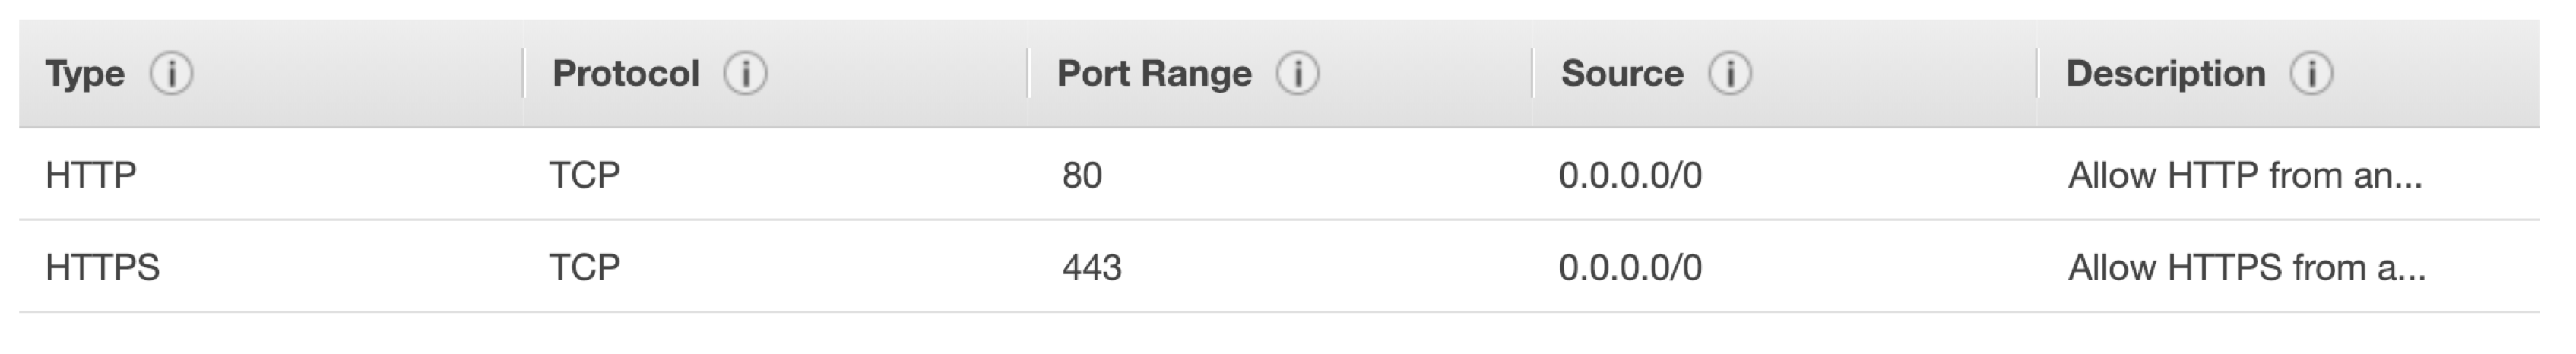 Type Protocol Port Range Source Description
HTTP TCP 80 0.0.0.0/0 Allow HTTP from an...
HTTPS TCP 443 0.0.0.0/0 Allow HTTPS from a...